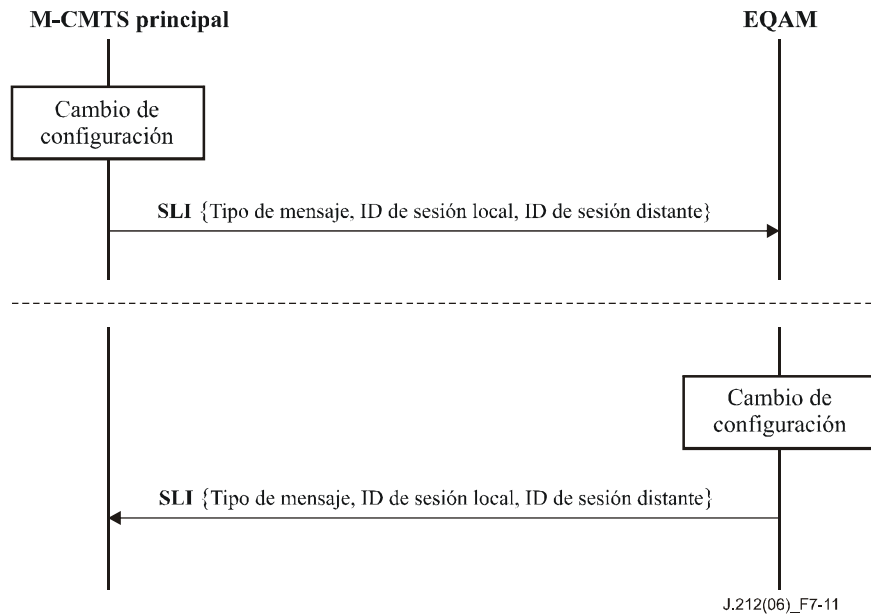 M-CMTS principal
EQAM
Cambio de
configuración
SLI {Tipo de mensaje, ID de sesión local, ID de sesión distante}
Cambio de
configuración
SLI {Tipo de mensaje, ID de sesión local, ID de sesión distante}
J.212(06)_F7-11